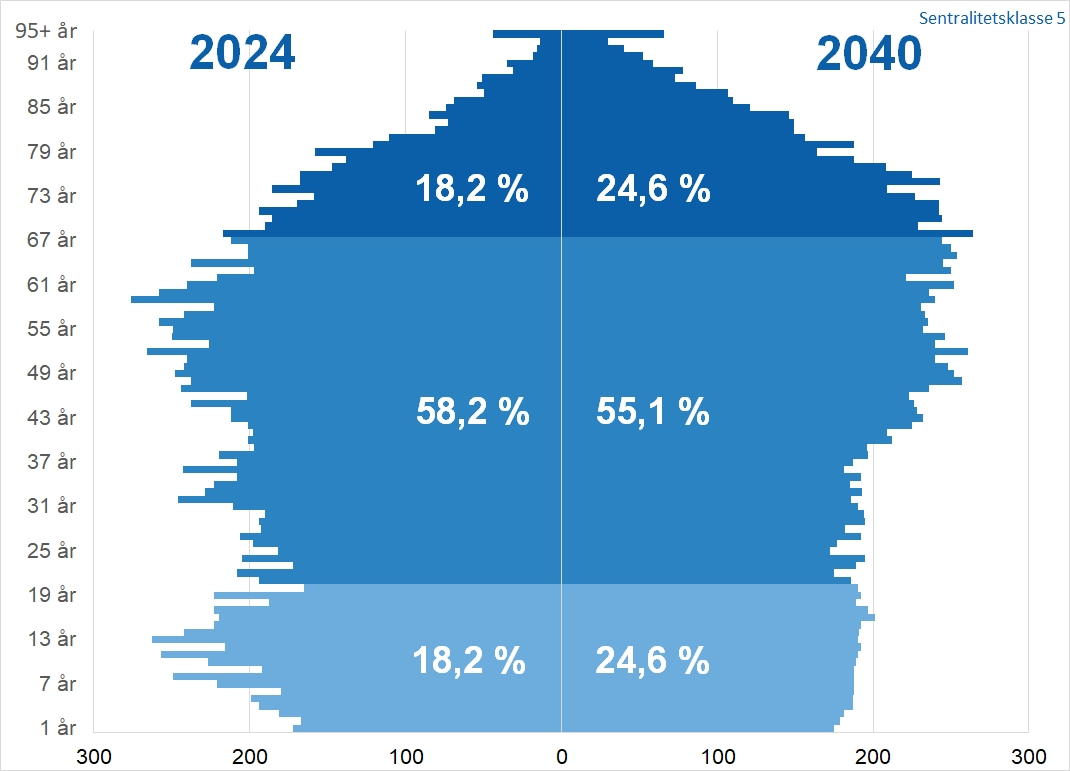 Sentralitetsklasse 5
2024 2040
95+ år
91 år
85 år
79 år
18,2 % 24,6 %
73 år
67 år
61 år
55 år
49 år
58,2 % 55,1 %
43 år
37 år
31 år
25 år
19 år
13 år
18,2 % 24,6 %
7 år
1 år
300 200 100 0 100 200 300